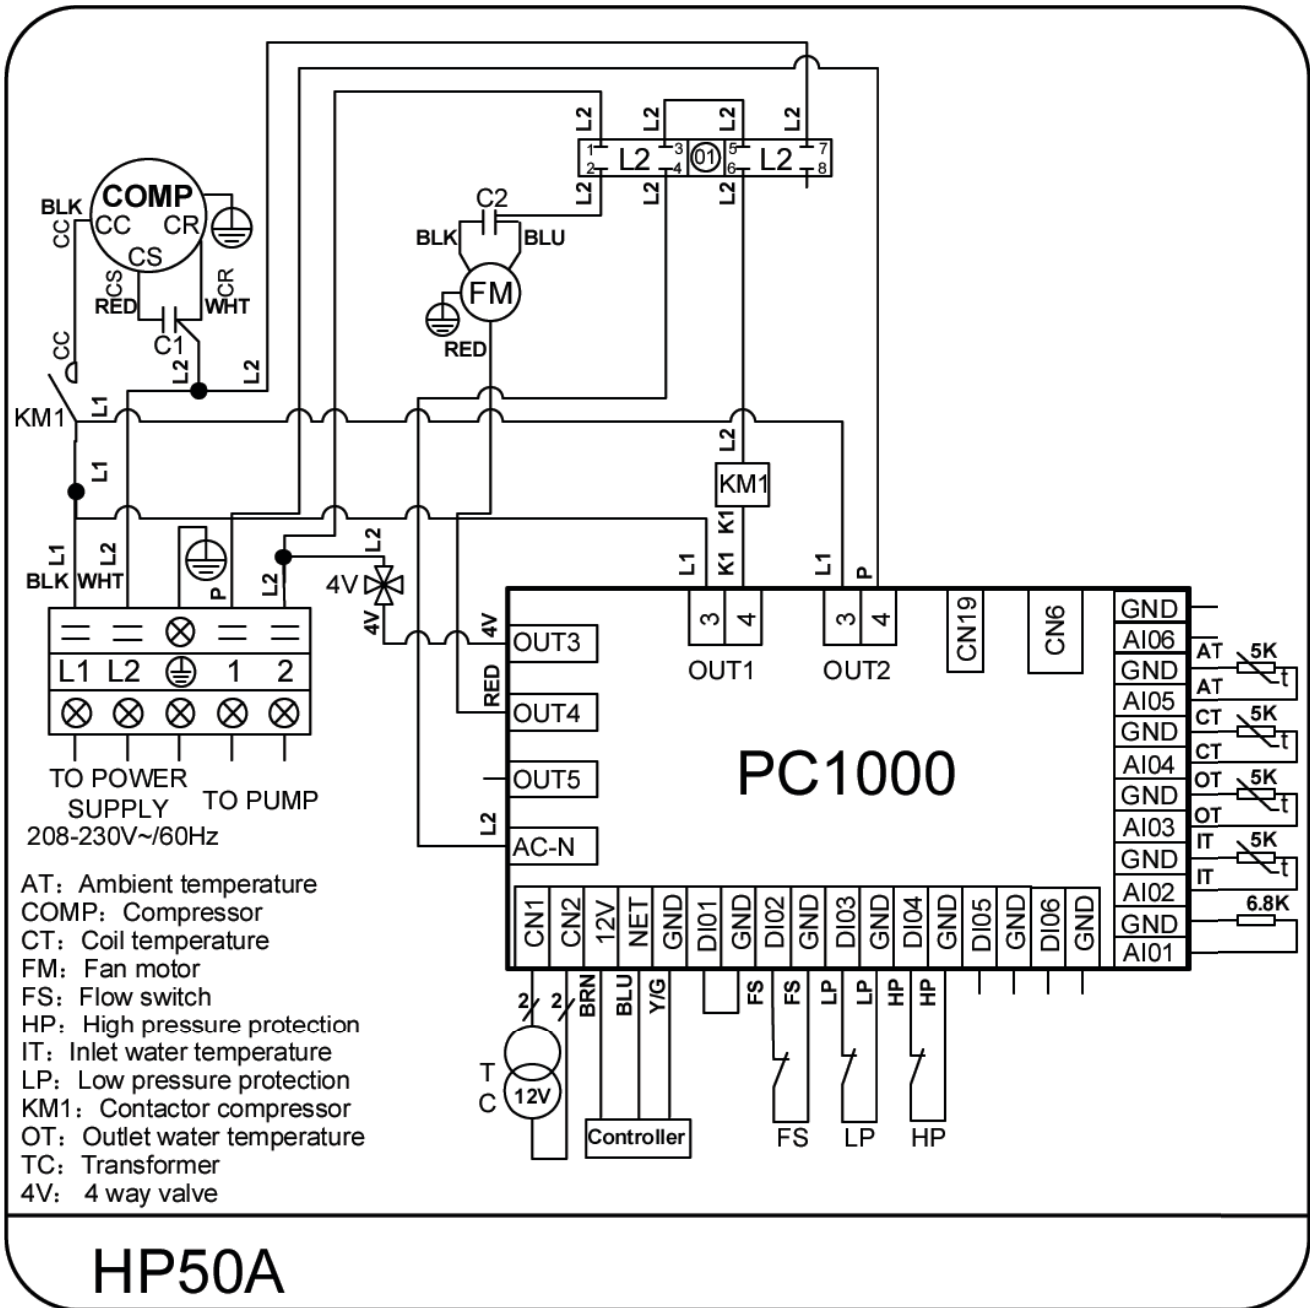 L2 L2 L2 L2
1 2 L2 3 4 01 5 6 L2 7 8
L2 L2 L2
COMP
CC CR
CS
BLK
CC
CS
RED
CR
WHT
C1
CC
L2
L2
KM1
L1
L1
C2
BLK BLU
FM
RED
L2
KM1
K1
K1
L1
L1 P
L1 L2
BLK WHT
P
L2
L2
4V
4V
4V
RED
L2
L1 L2 1 2
TO POWER
SUPPLY
208-230V~/60Hz
TO PUMP
OUT3
OUT4
OUT5
AC-N
3 4
OUT1
3 4
OUT2
CN19
CN6
PC1000
GND
AI06
GND
AI05
GND
AI04
GND
AI03
GND
AI02
GND
AI01
AT 5K
AT t
CT 5K
CT t
OT 5K
OT t
IT 5K
IT t
6.8K
CN1 CN2 12V NET GND DI01 GND DI02 GND DI03 GND DI04 GND DI05 GND DI06 GND
2 2 BRN BLU Y/G FS FS LP LP HP HP
T
C
12V
Controller
FS LP HP
AT: Ambient temperature
COMP: Compressor
CT: Coil temperature
FM: Fan motor
FS: Flow switch
HP: High pressure protection
IT: Inlet water temperature
LP: Low pressure protection
KM1: Contactor compressor
OT: Outlet water temperature
TC: Transformer
4V: 4 way valve
HP50A